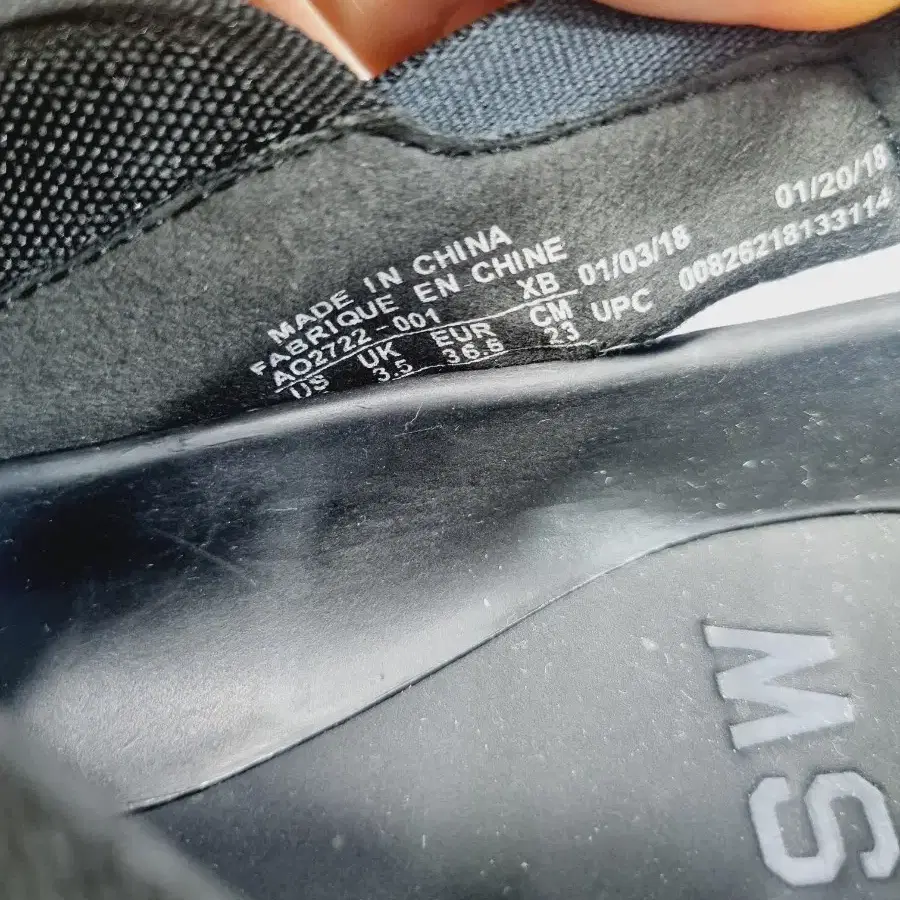 MADE IN CHINA
FABRIQUE EN CHINE
AO2722-001 XB 01/03/18 01/20/18
US UK EUR CM UPC 00826218133114
3.5 36.5 23
SM